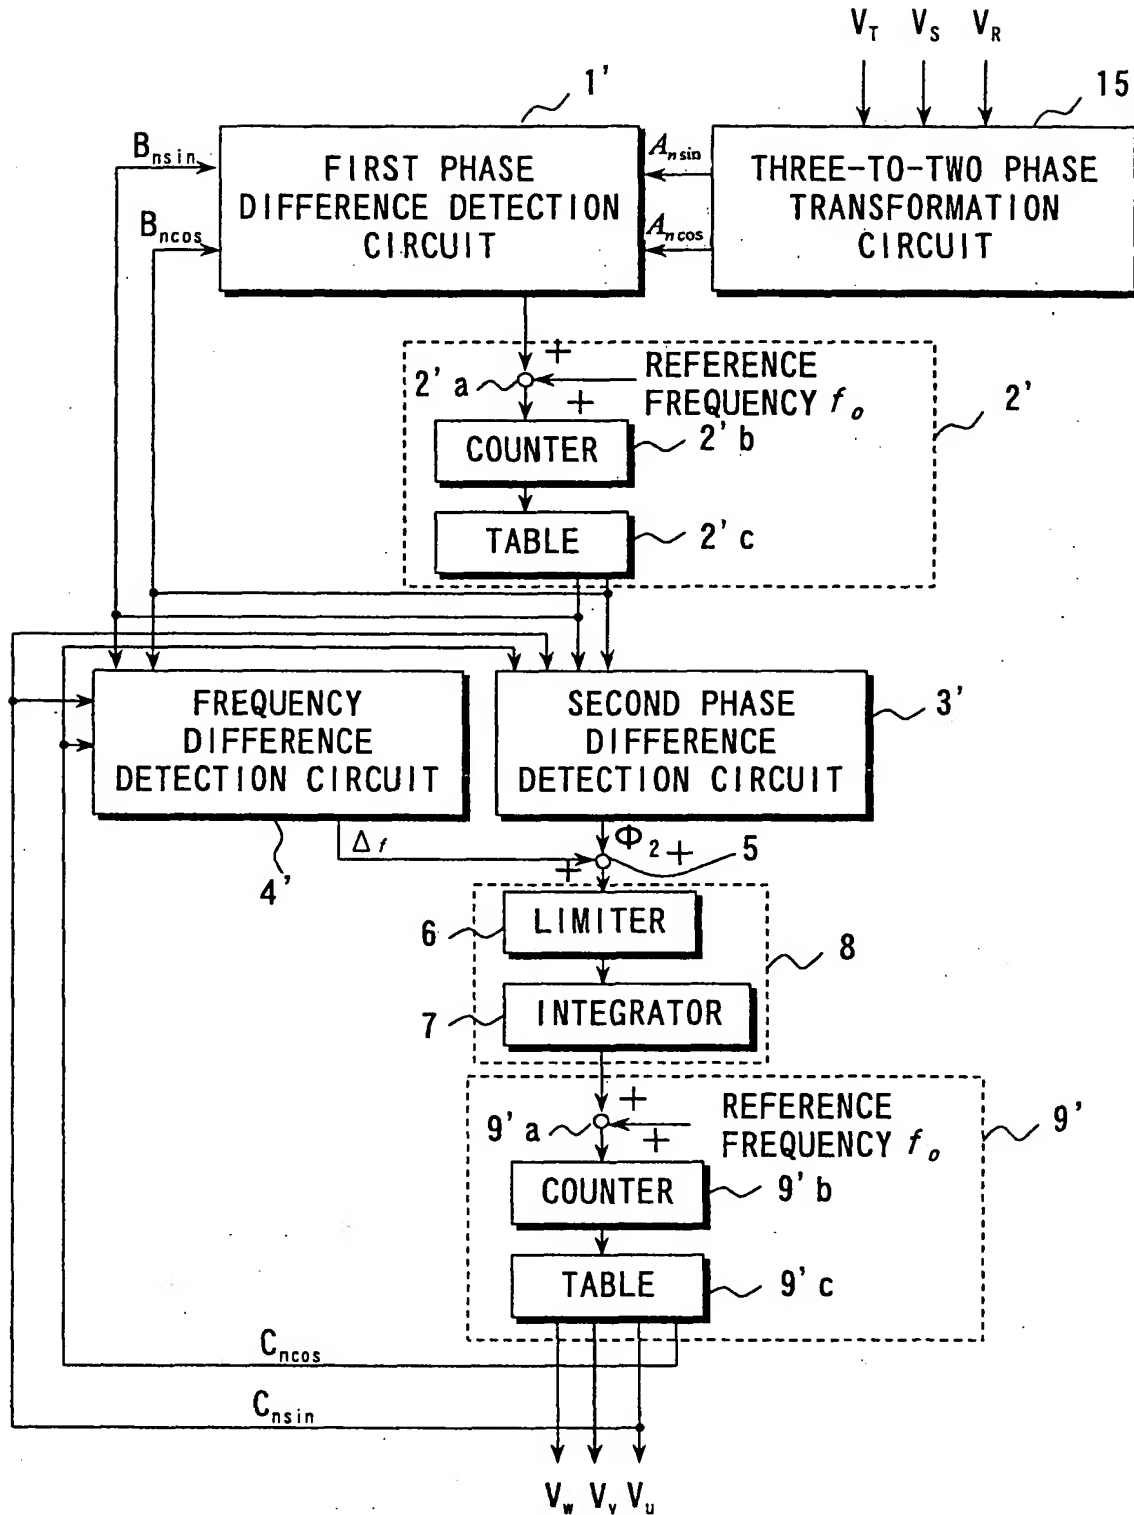 V_T V_S V_R
1'
15
B_nsin
FIRST PHASE
DIFFERENCE DETECTION
CIRCUIT
A_nsin
THREE-TO-TWO PHASE
TRANSFORMATION
CIRCUIT
B_ncos
A_ncos
+
REFERENCE
FREQUENCY f_o
2'a
+
2'
COUNTER
2'b
TABLE
2'c
FREQUENCY
DIFFERENCE
DETECTION CIRCUIT
SECOND PHASE
DIFFERENCE
DETECTION CIRCUIT
3'
Δf
Φ_2
+
5
+
4'
6
LIMITER
8
7
INTEGRATOR
+
REFERENCE
FREQUENCY f_o
9'a
+
9'
COUNTER
9'b
TABLE
9'c
C_ncos
C_nsin
V_w V_v V_u